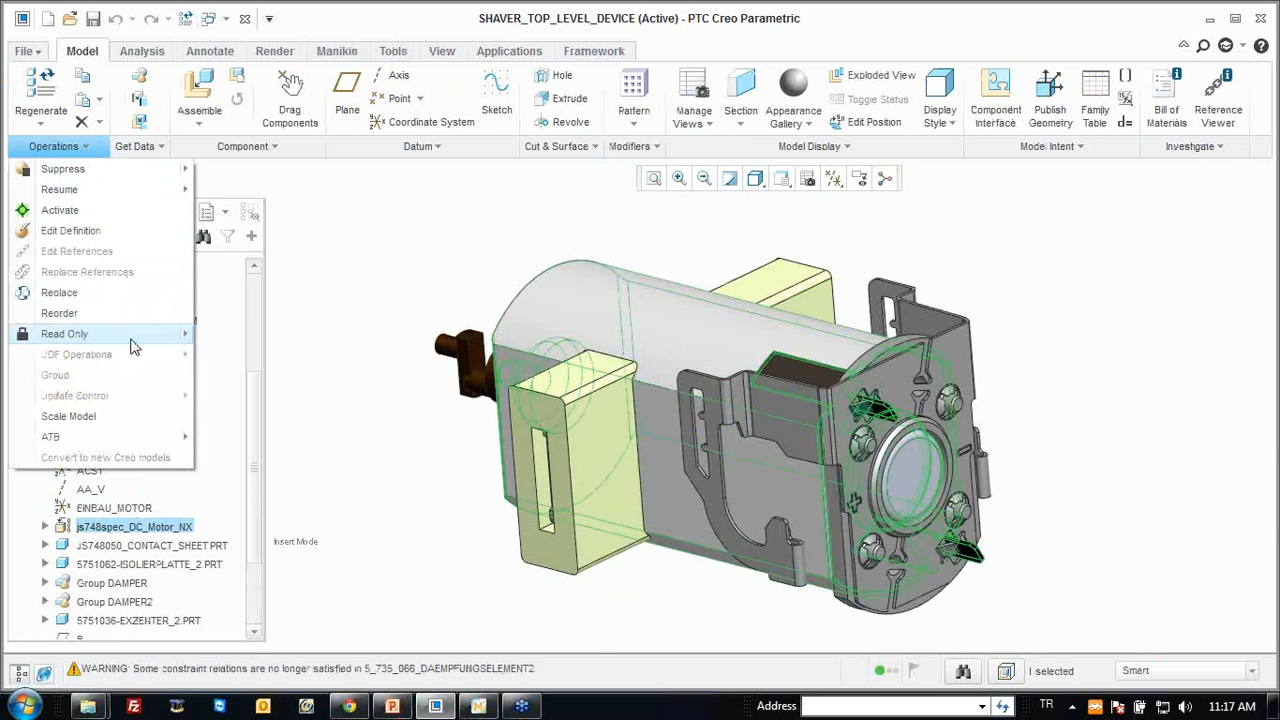 SHAVER_TOP_LEVEL_DEVICE (Active) - PTC Creo Parametric
File Model Analysis Annotate Render Manikin Tools View Applications Framework
Regenerate
Assemble
Drag Components
Plane
Axis
Point
Coordinate System
Sketch
Hole
Extrude
Revolve
Pattern
Manage Views
Section
Appearance Gallery
Exploded View
Toggle Status
Edit Position
Display Style
Component Interface
Publish Geometry
Family Table
d=
Bill of Materials
Reference Viewer
Operations Get Data Component Datum Cut & Surface Modifiers Model Display Model Intent Investigate
Suppress
Resume
Activate
Edit Definition
Edit References
Replace References
Replace
Reorder
Read Only
UDF Operations
Group
Update Control
Scale Model
ATB
Convert to new Creo models
ACST
AA_V
EINBAU_MOTOR
js748spec_DC_Motor_NX
JS748050_CONTACT_SHEET.PRT
5751062-ISOLIERPLATTE_2.PRT
Group DAMPER
Group DAMPER2
5751036-EXZENTER_2.PRT
Insert Mode
WARNING: Some constraint relations are no longer satisfied in 5_735_066_DAEMPFUNGSELEMENT2.
1 selected
Smart
Address
TR
11:17 AM